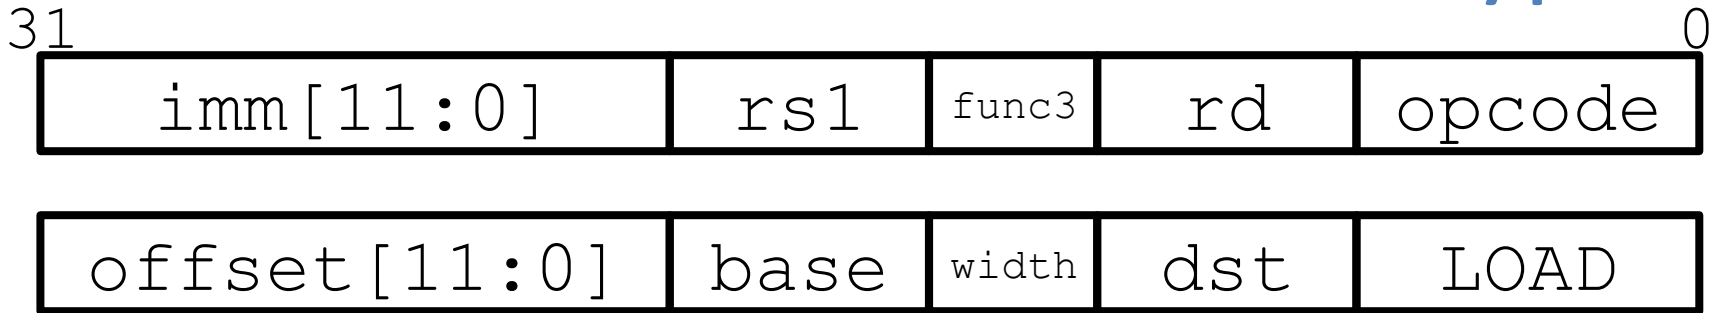 31 0
imm[11:0] rs1 func3 rd opcode
offset[11:0] base width dst LOAD